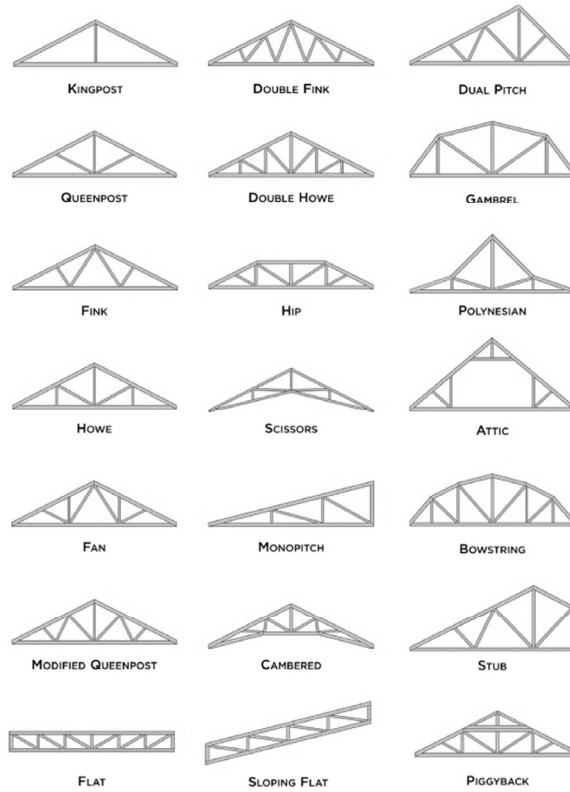 KINGPOST
DOUBLE FINK
DUAL PITCH
QUEENPOST
DOUBLE HOWE
GAMBREL
FINK
HIP
POLYNESIAN
HOWE
SCISSORS
ATTIC
FAN
MONOPITCH
BOWSTRING
MODIFIED QUEENPOST
CAMBERED
STUB
FLAT
SLOPING FLAT
PIGGYBACK